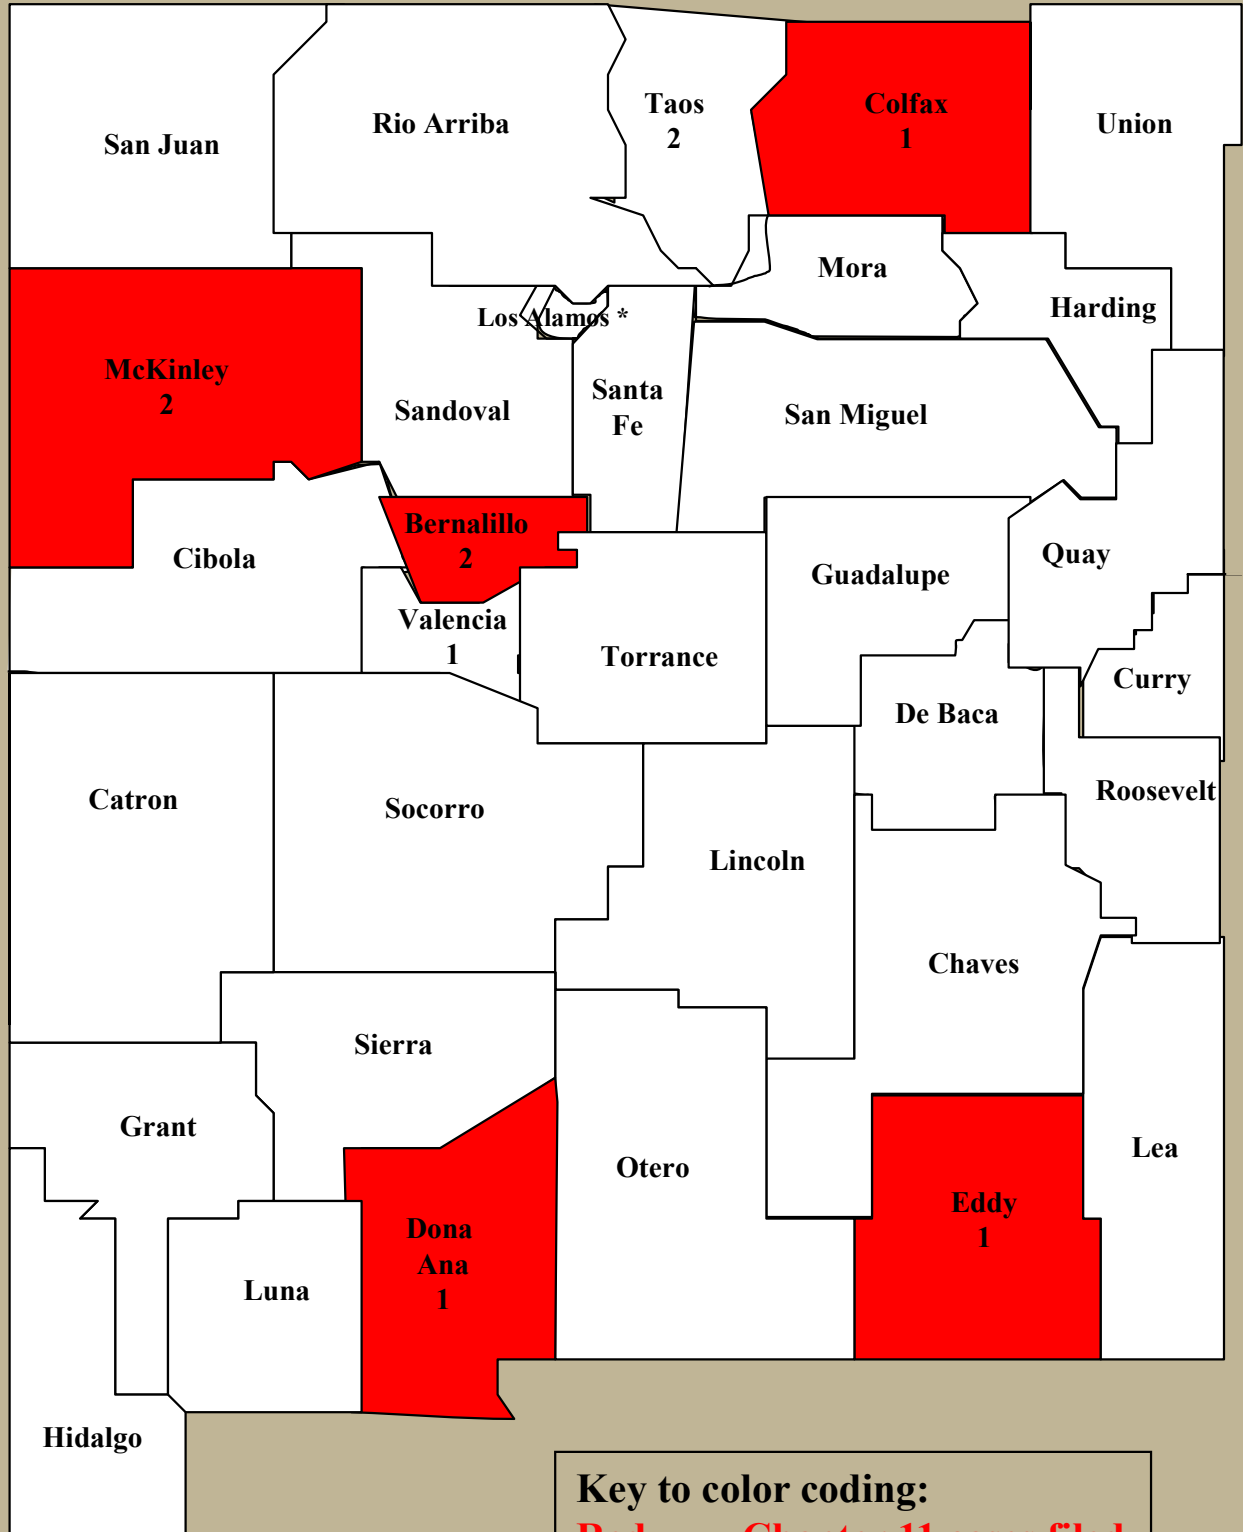 San Juan
Rio Arriba
Taos
2
Colfax
1
Union
Mora
Harding
Los Alamos *
McKinley
2
Sandoval
Santa
Fe
San Miguel
Bernalillo
2
Cibola
Quay
Guadalupe
Valencia
1
Torrance
Curry
De Baca
Catron
Socorro
Roosevelt
Lincoln
Chaves
Sierra
Grant
Otero
Lea
Eddy
1
Dona
Ana
1
Luna
Hidalgo
Key to color coding: